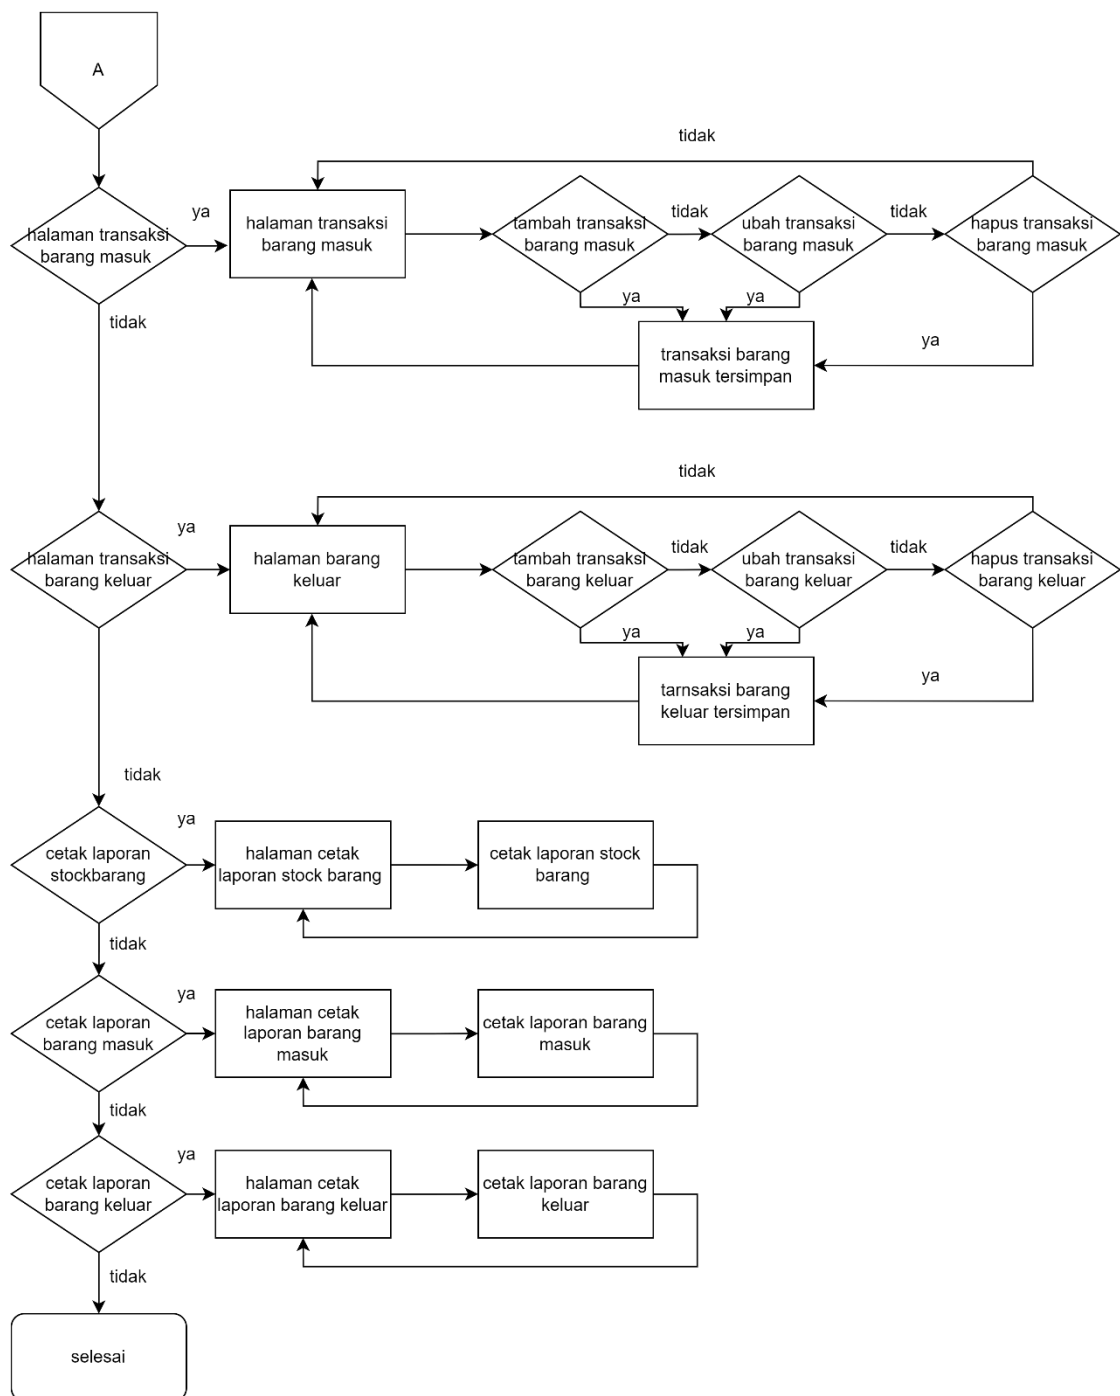 A
tidak
ya
halaman transaksi
barang masuk
halaman transaksi
barang masuk
tambah transaksi
barang masuk
tidak
ubah transaksi
barang masuk
tidak
hapus transaksi
barang masuk
tidak
ya
ya
transaksi barang
masuk tersimpan
ya
tidak
ya
halaman transaksi
barang keluar
halaman barang
keluar
tambah transaksi
barang keluar
tidak
ubah transaksi
barang keluar
tidak
hapus transaksi
barang keluar
ya
ya
tarnsaksi barang
keluar tersimpan
ya
tidak
ya
cetak laporan
stockbarang
halaman cetak
laporan stock barang
cetak laporan stock
barang
tidak
ya
cetak laporan
barang masuk
halaman cetak
laporan barang
masuk
cetak laporan barang
masuk
tidak
ya
cetak laporan
barang keluar
halaman cetak
laporan barang keluar
cetak laporan barang
keluar
tidak
selesai